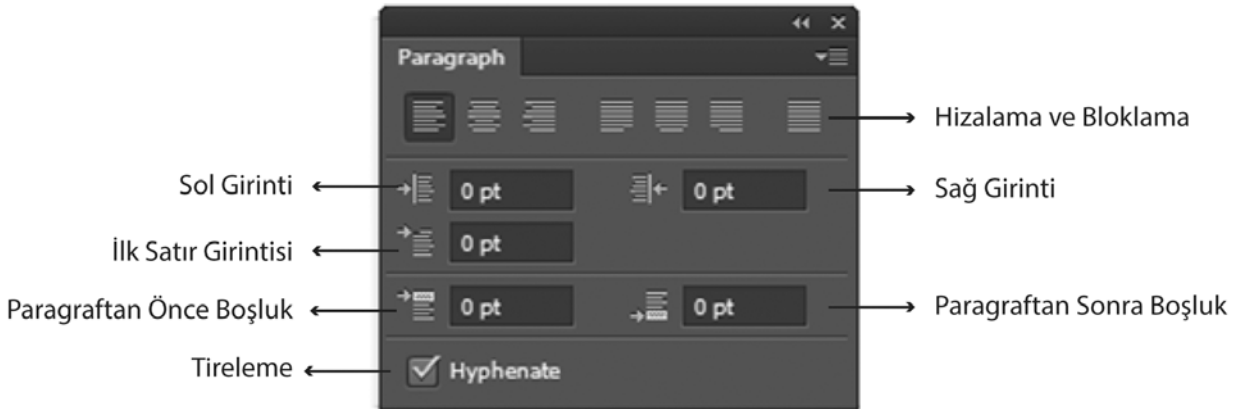 Paragraph
Hizalama ve Bloklama
Sol Girinti
0 pt
0 pt
Sağ Girinti
İlk Satır Girintisi
0 pt
Paragraftan Önce Boşluk
0 pt
0 pt
Paragraftan Sonra Boşluk
Tireleme
Hyphenate